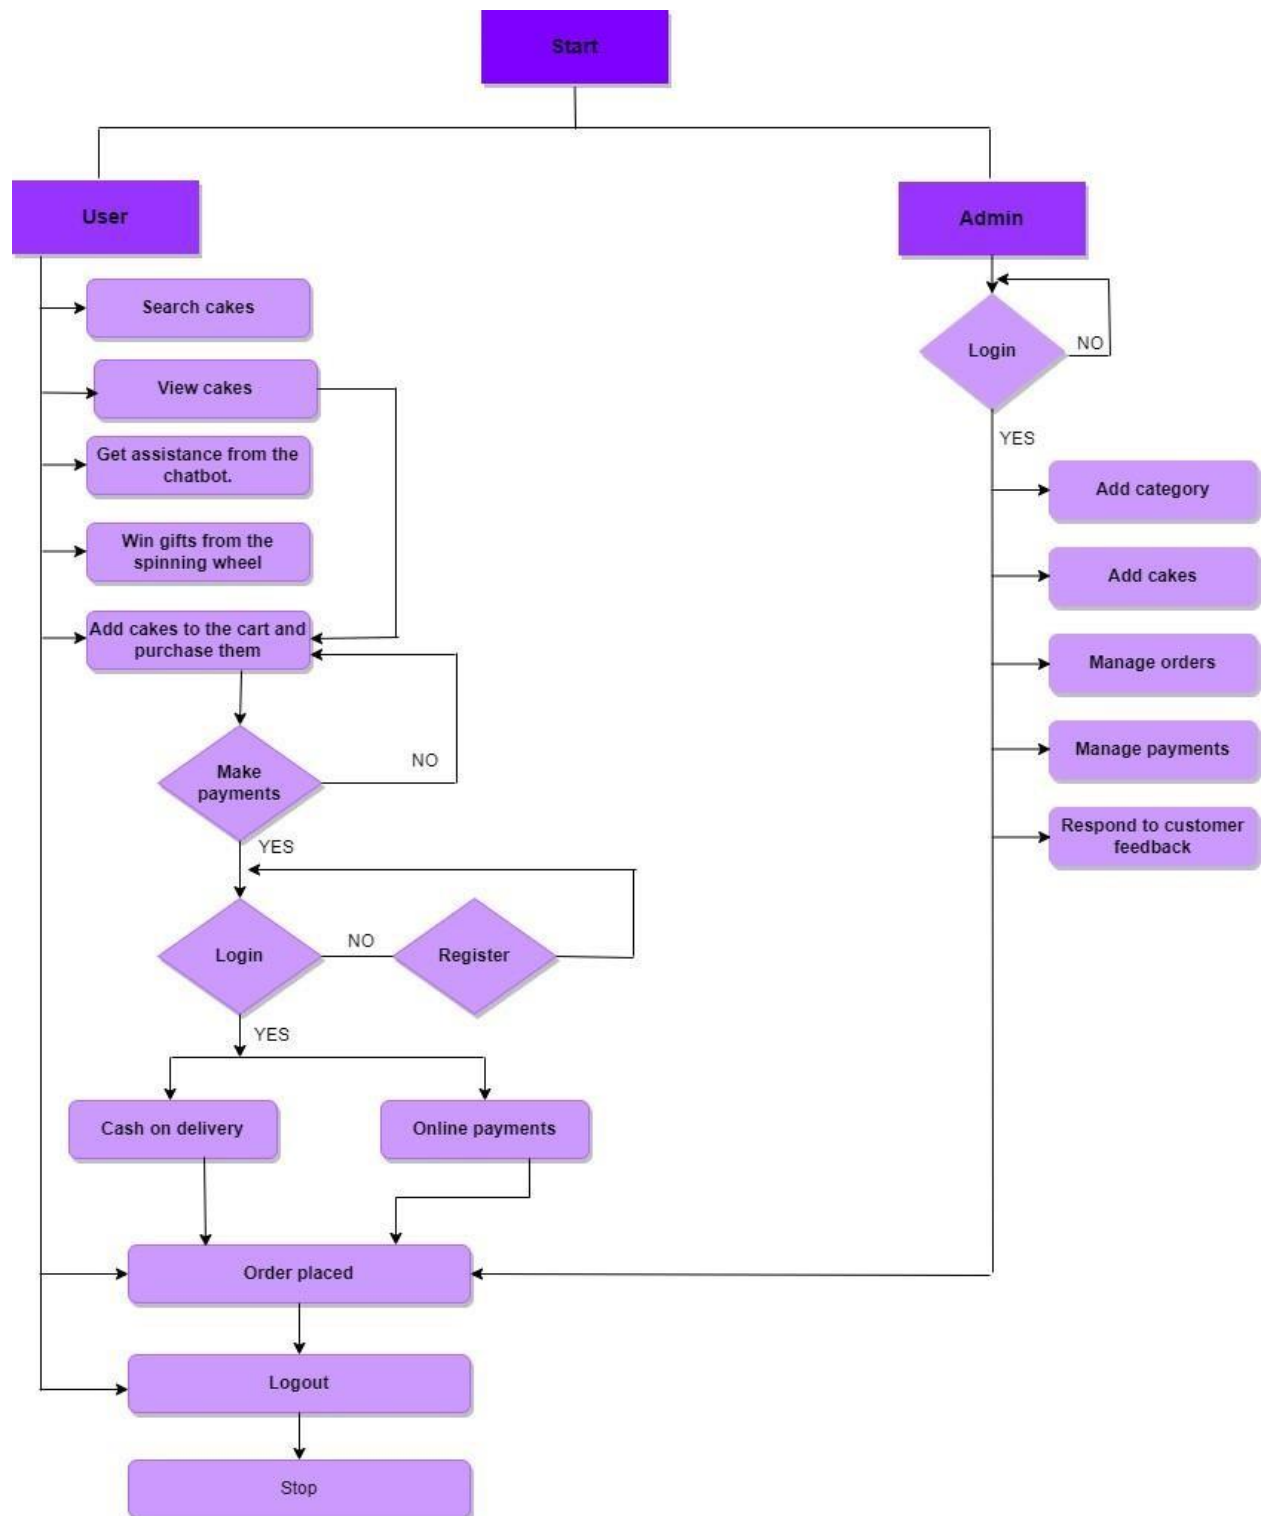 Start
User
Admin
Search cakes
Login
NO
View cakes
YES
Get assistance from the
chatbot.
Add category
Win gifts from the
spinning wheel
Add cakes
Add cakes to the cart and
purchase them
Manage orders
Make
payments
NO
Manage payments
YES
Respond to customer
feedback
Login
NO
Register
YES
Cash on delivery
Online payments
Order placed
Logout
Stop